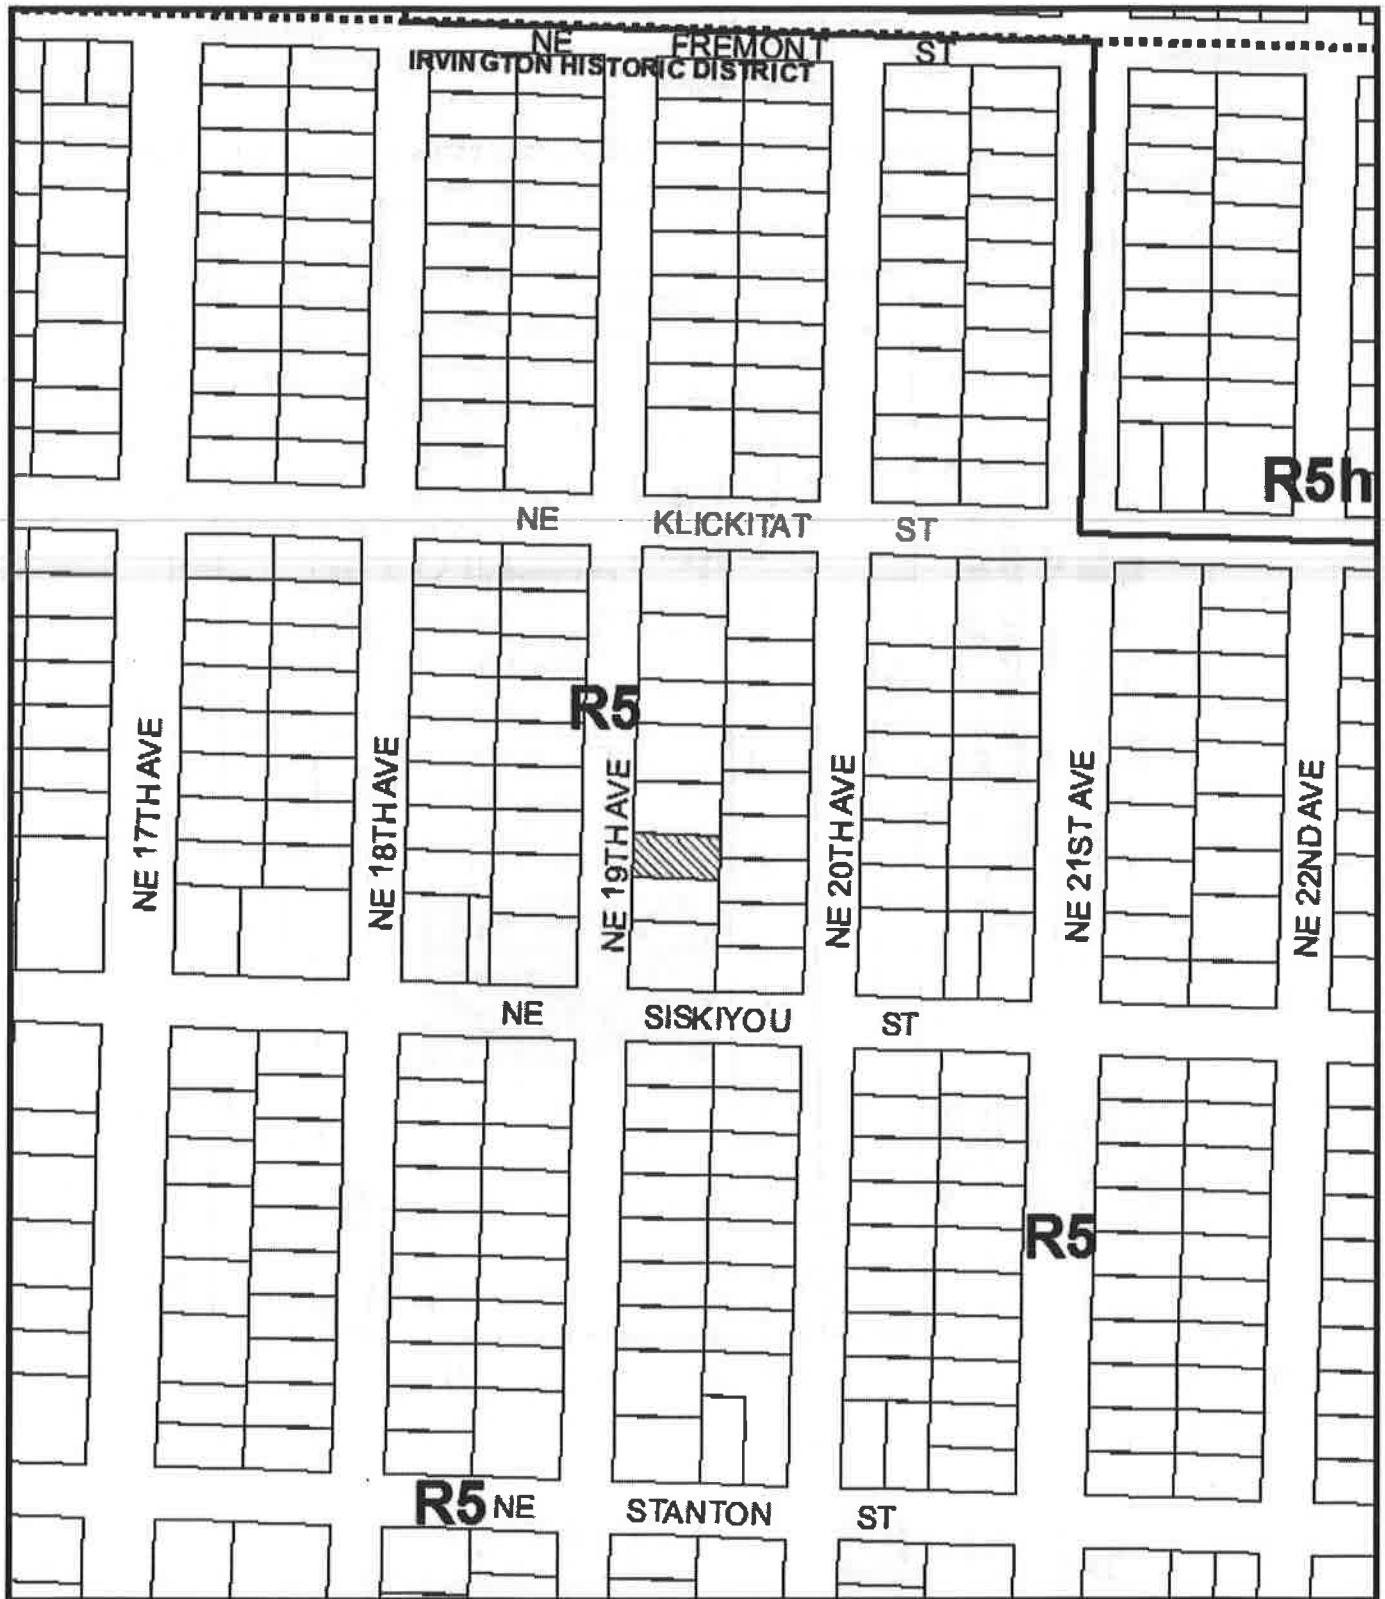 NE FREMONT ST
IRVINGTON HISTORIC DISTRICT
R5h
NE KLICKITAT ST
R5
NE 17TH AVE
NE 18TH AVE
NE 19TH AVE
NE 20TH AVE
NE 21ST AVE
NE 22ND AVE
NE SISKIYOU ST
R5
R5
NE STANTON ST